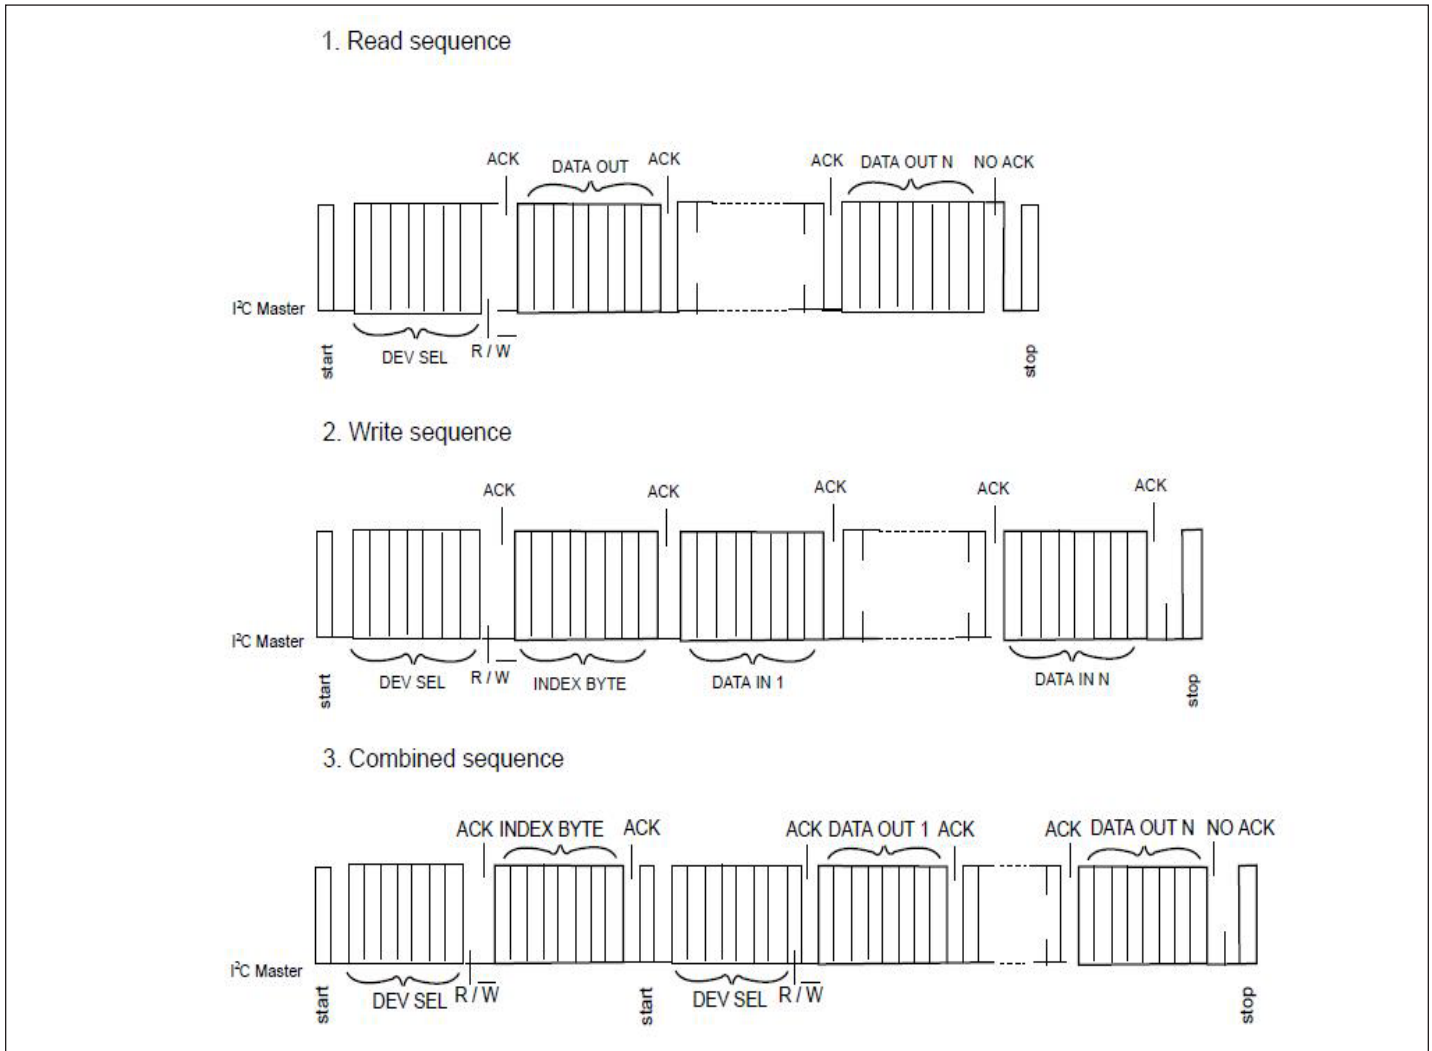 1. Read sequence
ACK DATA OUT ACK ACK DATA OUT N NO ACK
I²C Master
start DEV SEL R / W̅ stop
2. Write sequence
ACK ACK ACK ACK ACK
I²C Master
start DEV SEL R / W̅ INDEX BYTE DATA IN 1 DATA IN N stop
3. Combined sequence
ACK INDEX BYTE ACK ACK DATA OUT 1 ACK ACK DATA OUT N NO ACK
I²C Master
start DEV SEL R / W̅ start DEV SEL R / W̅ stop